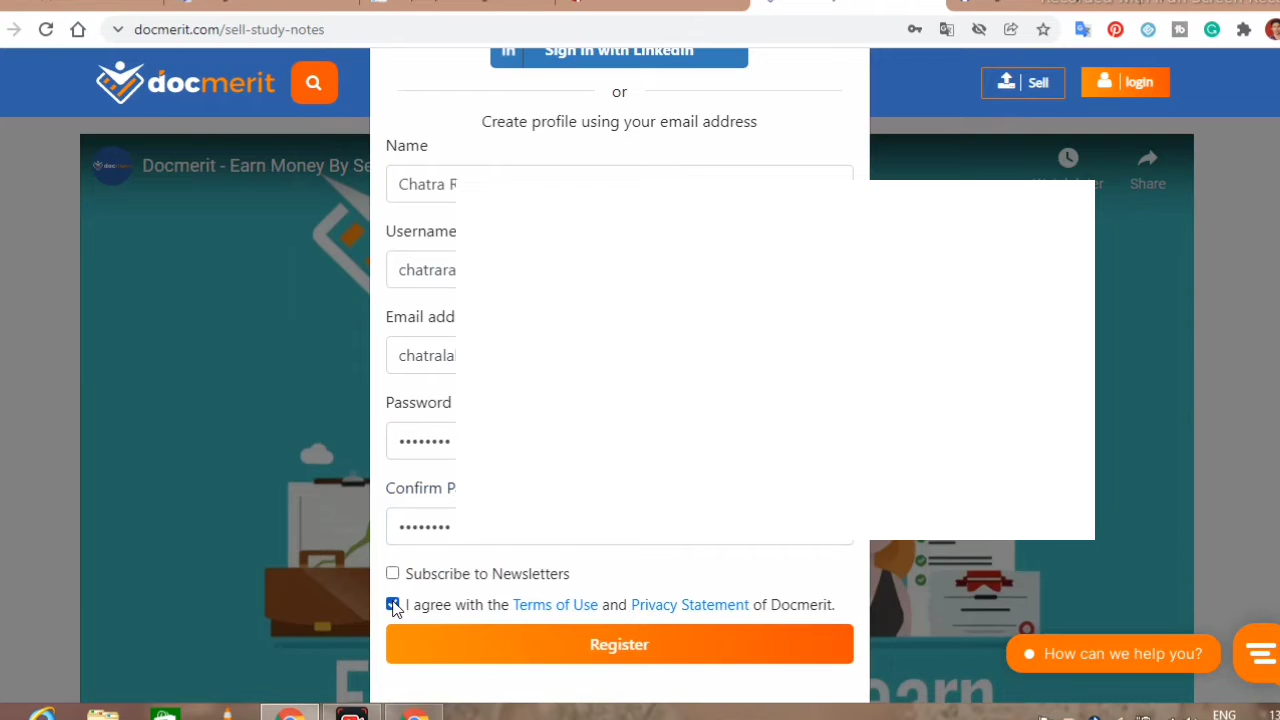 docmerit.com/sell-study-notes
Sign in with LinkedIn
docmerit
Sell
login
or
Create profile using your email address
Docmerit - Earn Money By Se
Share
Name
Chatra R
Username
chatrara
Email add
chatrala
Password
••••••••
Confirm P
••••••••
Subscribe to Newsletters
I agree with the Terms of Use and Privacy Statement of Docmerit.
Register
How can we help you?
ENG